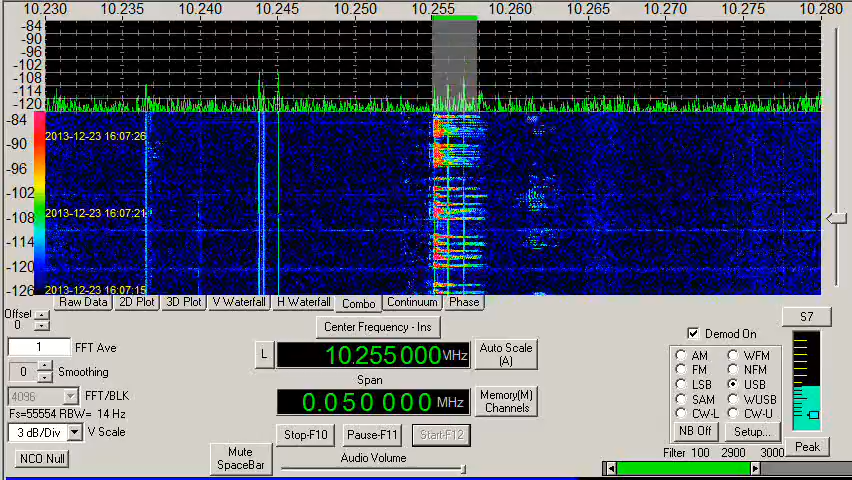 10.230 10.235 10.240 10.245 10.250 10.255 10.260 10.265 10.270 10.275 10.280
-84
-90
-96
-102
-108
-114
-120
-84
-90
-96
-102
-108
-114
-120
-126
2013-12-23 16:07:26
2013-12-23 16:07:21
2013-12-23 16:07:15
Raw Data 2D Plot 3D Plot V Waterfall H Waterfall Combo Continuum Phase
Offset
0
1 FFT Ave
0 Smoothing
4096 FFT/BLK
Fs=55554 RBW= 14 Hz
3 dB/Div V Scale
NCO Null
Center Frequency - Ins
L 10.255000MHz Auto Scale
(A)
Span
0.050 000 MHz Memory(M)
Channels
Start-F10 Pause-F11 Start-F12
Mute
SpaceBar
Audio Volume
S7
Demod On
AM WFM
FM NFM
LSB USB
SAM WUSB
CW-L CW-U
NB Off Setup...
Peak
Filter 100 2900 3000